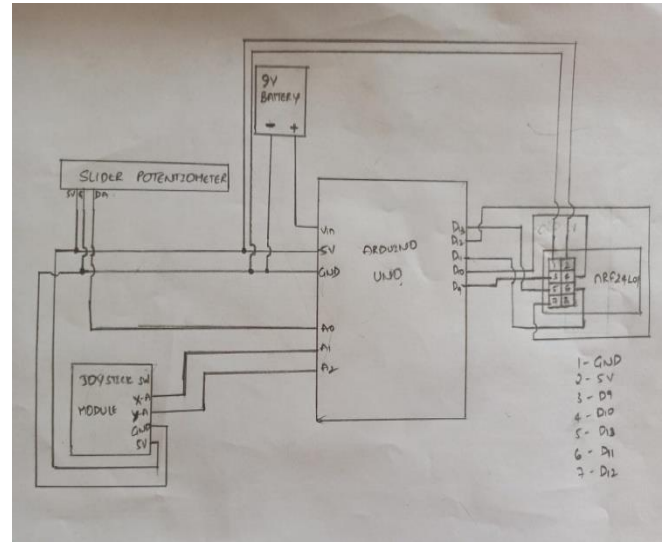 9V
BATTERY
- +
SLIDER POTENTIOMETER
5V G DA
Vin
5V
GND
A0
A1
A2
ARDUINO
UNO
D13
D12
D11
D10
D9
1 2
3 4
5 6
7 8
NRF24L01
JOYSTICK SW
MODULE
X-A
Y-A
GND
5V
1 - GND
2 - 5V
3 - D9
4 - D10
5 - D13
6 - D11
7 - D12